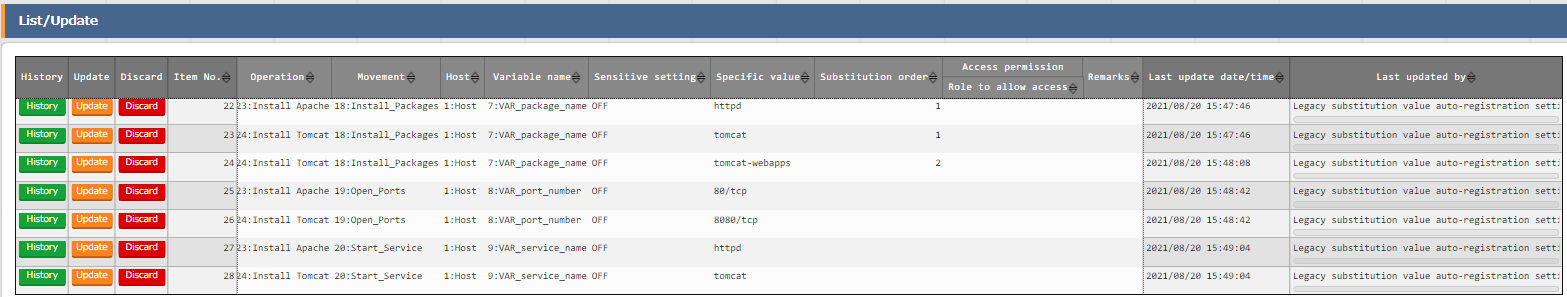 List/Update
History Update Discard Item No. Operation Movement Host Variable name Sensitive setting Specific value Substitution order Access permission Remarks Last update date/time Last updated by
Role to allow access
History Update Discard 22 23:Install Apache 18:Install_Packages 1:Host 7:VAR_package_name OFF httpd 1 2021/08/20 15:47:46 Legacy substitution value auto-registration setti
History Update Discard 23 24:Install Tomcat 18:Install_Packages 1:Host 7:VAR_package_name OFF tomcat 1 2021/08/20 15:47:46 Legacy substitution value auto-registration setti
History Update Discard 24 24:Install Tomcat 18:Install_Packages 1:Host 7:VAR_package_name OFF tomcat-webapps 2 2021/08/20 15:48:08 Legacy substitution value auto-registration setti
History Update Discard 25 23:Install Apache 19:Open_Ports 1:Host 8:VAR_port_number OFF 80/tcp 2021/08/20 15:48:42 Legacy substitution value auto-registration setti
History Update Discard 26 24:Install Tomcat 19:Open_Ports 1:Host 8:VAR_port_number OFF 8080/tcp 2021/08/20 15:48:42 Legacy substitution value auto-registration setti
History Update Discard 27 23:Install Apache 20:Start_Service 1:Host 9:VAR_service_name OFF httpd 2021/08/20 15:49:04 Legacy substitution value auto-registration setti
History Update Discard 28 24:Install Tomcat 20:Start_Service 1:Host 9:VAR_service_name OFF tomcat 2021/08/20 15:49:04 Legacy substitution value auto-registration setti